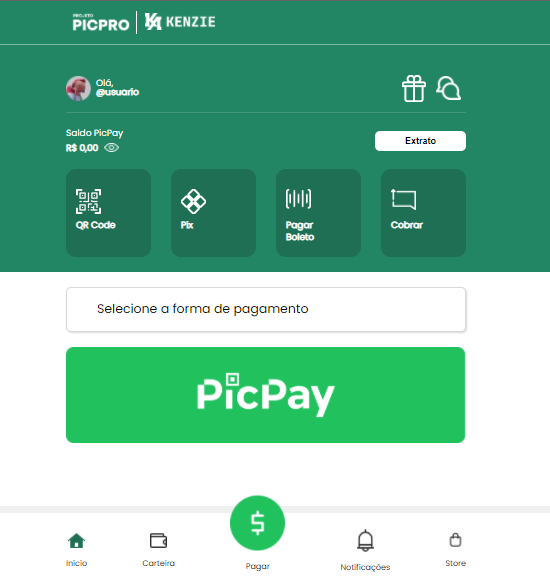 PROJETO
PICPRO
KENZIE
Olá,
@usuario
Saldo PicPay
R$ 0,00
Extrato
QR Code
Pix
Pagar
Boleto
Cobrar
Selecione a forma de pagamento
PicPay
Início
Carteira
Pagar
Notificações
Store